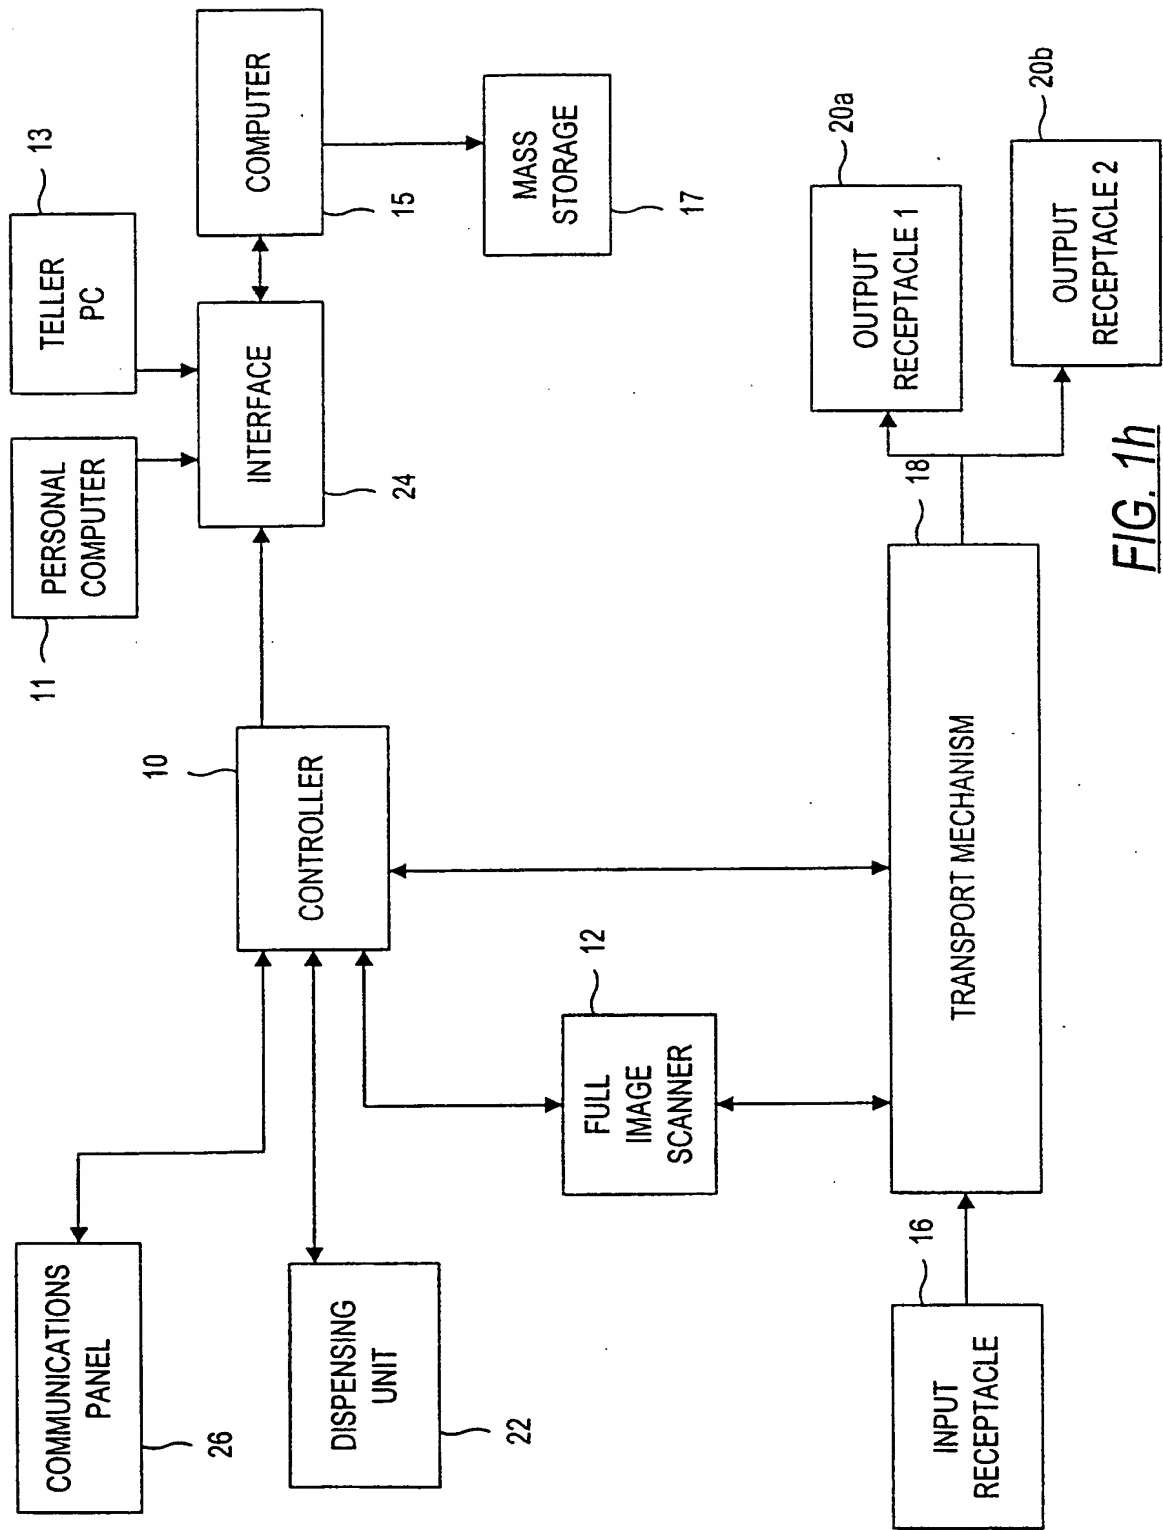 PERSONAL
COMPUTER
11
TELLER
PC
13
COMMUNICATIONS
PANEL
26
CONTROLLER
10
INTERFACE
24
COMPUTER
15
DISPENSING
UNIT
22
MASS
STORAGE
17
FULL
IMAGE
SCANNER
12
INPUT
RECEPTACLE
16
TRANSPORT MECHANISM
18
OUTPUT
RECEPTACLE 1
20a
OUTPUT
RECEPTACLE 2
20b
FIG. 1h